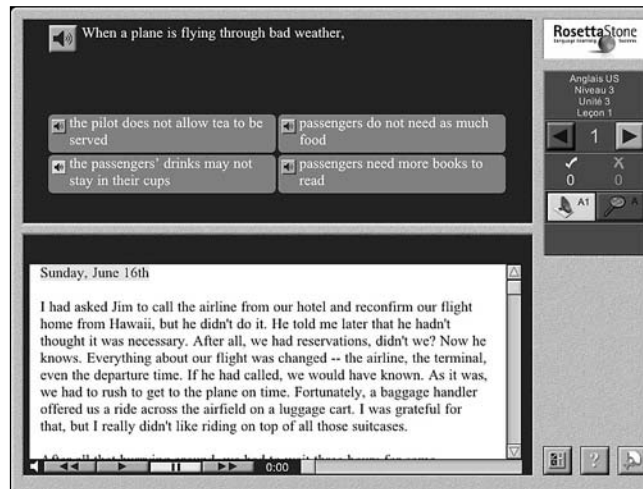 When a plane is flying through bad weather,
the pilot does not allow tea to be
served
passengers do not need as much
food
the passengers' drinks may not
stay in their cups
passengers need more books to
read
RosettaStone
Language Learning Success
Anglais US
Niveau 3
Unité 3
Leçon 1
1
0 0
A1 A
Sunday, June 16th
I had asked Jim to call the airline from our hotel and reconfirm our flight
home from Hawaii, but he didn't do it. He told me later that he hadn't
thought it was necessary. After all, we had reservations, didn't we? Now he
knows. Everything about our flight was changed -- the airline, the terminal,
even the departure time. If he had called, we would have known. As it was,
we had to rush to get to the plane on time. Fortunately, a baggage handler
offered us a ride across the airfield on a luggage cart. I was grateful for
that, but I really didn't like riding on top of all those suitcases.
0:00
?